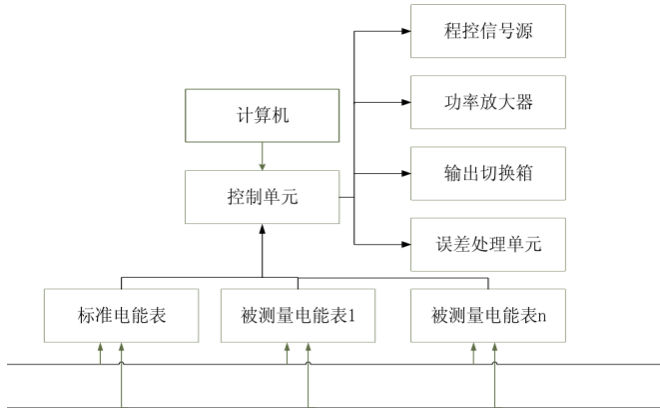 程控信号源
功率放大器
计算机
输出切换箱
控制单元
误差处理单元
标准电能表
被测量电能表1
被测量电能表n